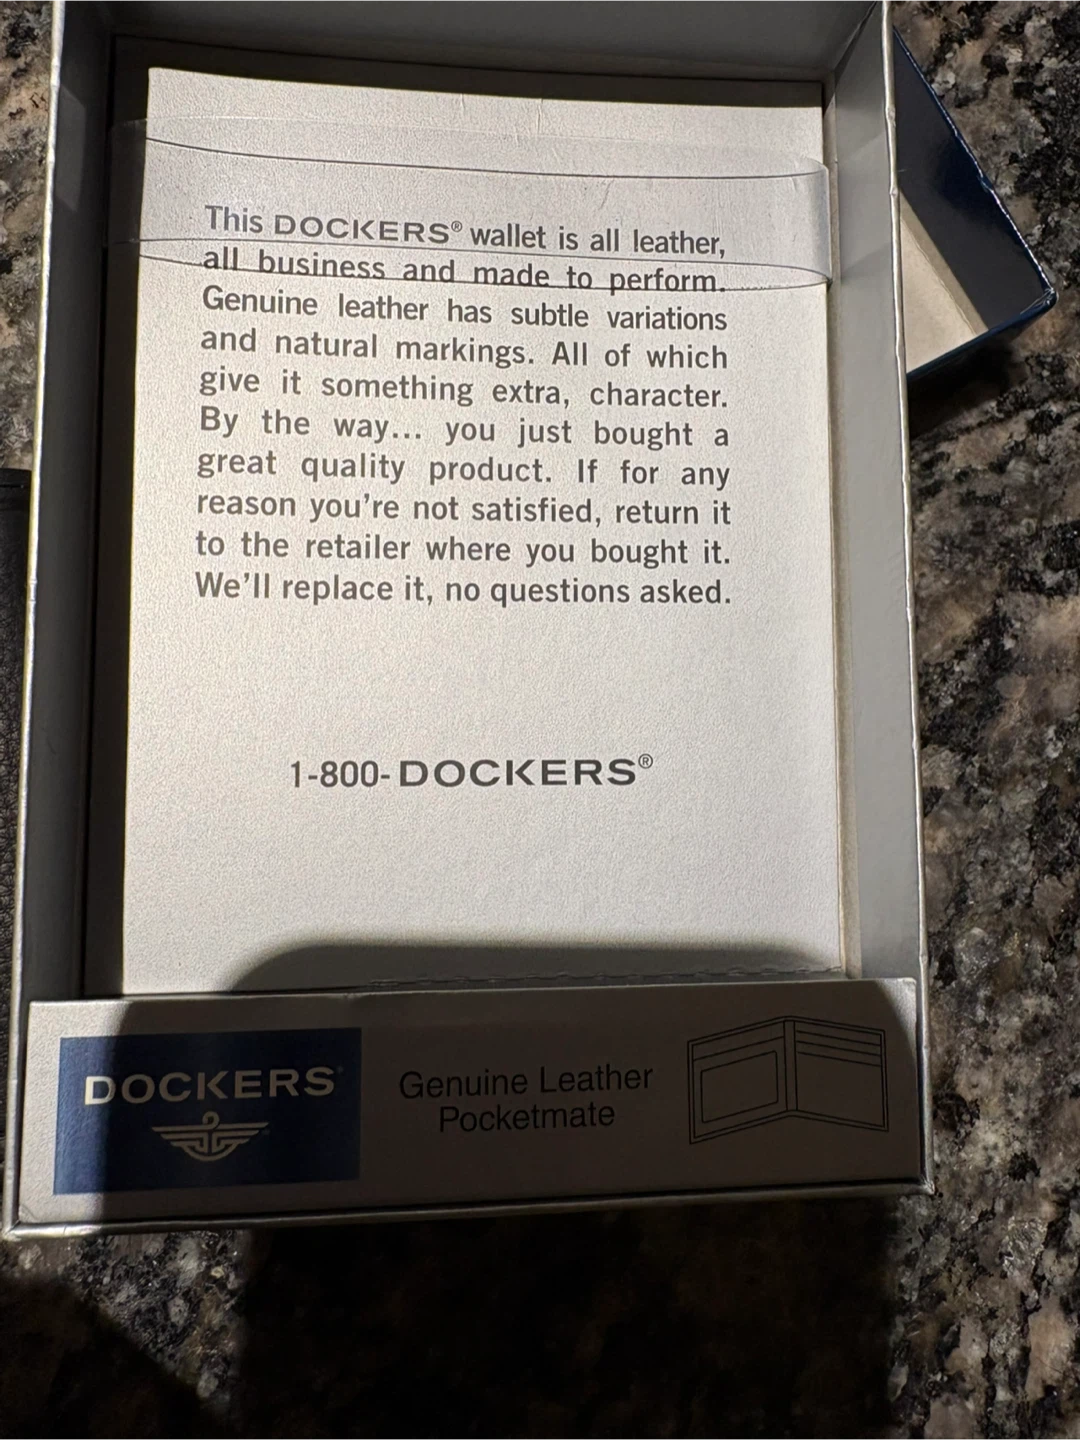 This DOCKERS® wallet is all leather,
all business and made to perform.
Genuine leather has subtle variations
and natural markings. All of which
give it something extra, character.
By the way... you just bought a
great quality product. If for any
reason you're not satisfied, return it
to the retailer where you bought it.
We'll replace it, no questions asked.
1-800-DOCKERS®
DOCKERS
Genuine Leather
Pocketmate